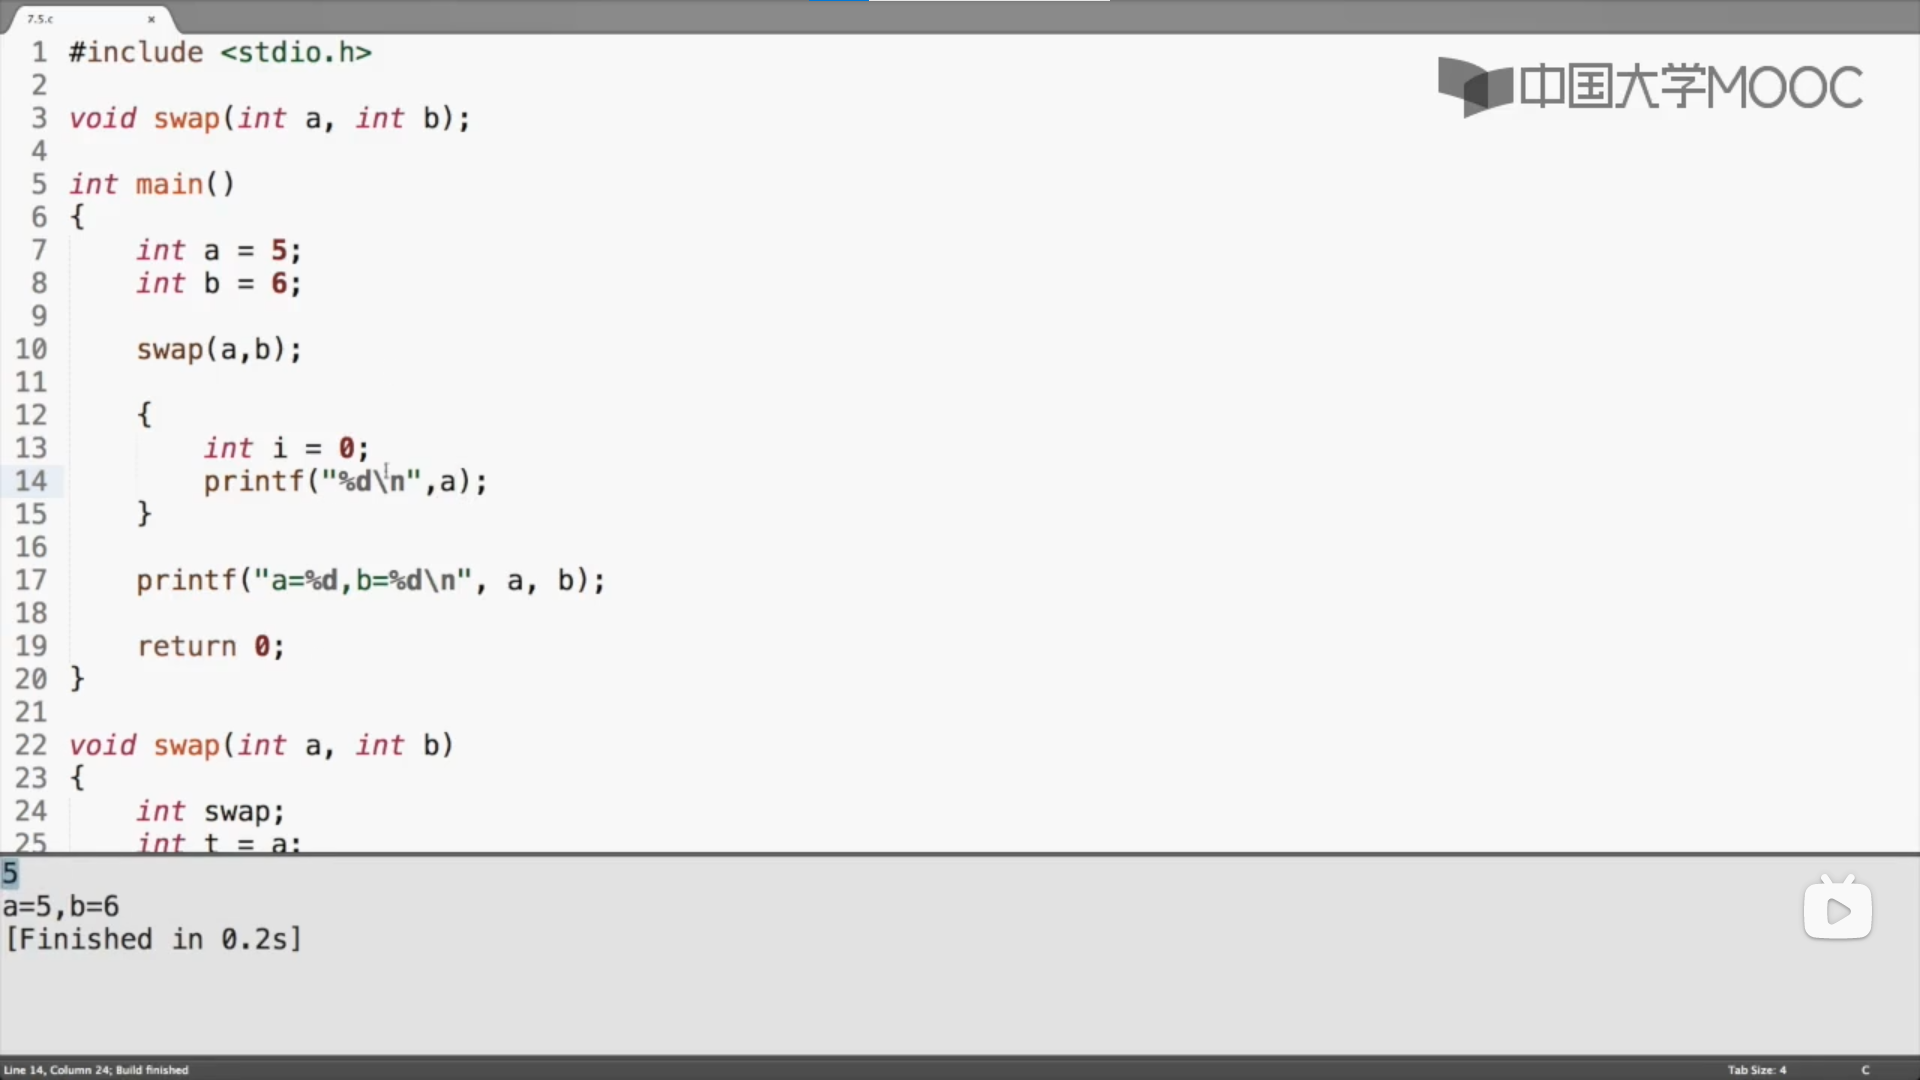 7.5.c
×
1 #include <stdio.h>
2
3 void swap(int a, int b);
4
5 int main()
6 {
7     int a = 5;
8     int b = 6;
9
10     swap(a,b);
11
12     {
13         int i = 0;
14         printf("%d\n",a);
15     }
16
17     printf("a=%d,b=%d\n", a, b);
18
19     return 0;
20 }
21
22 void swap(int a, int b)
23 {
24     int swap;
25     int t = a;
中国大学MOOC
5
a=5,b=6
[Finished in 0.2s]
Line 14, Column 24; Build finished
Tab Size: 4
C